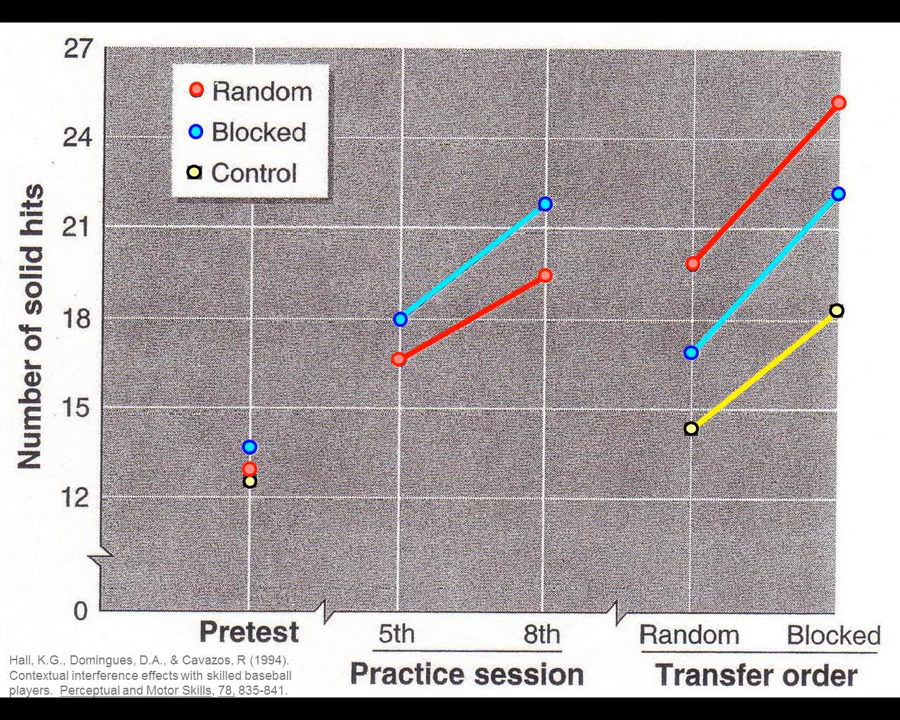 27
24
21
18
15
12
0
Number of solid hits
Random
Blocked
Control
Pretest
5th 8th
Practice session
Random Blocked
Transfer order
Hall, K.G., Domingues, D.A., & Cavazos, R (1994).
Contextual interference effects with skilled baseball
players. Perceptual and Motor Skills, 78, 835-841.